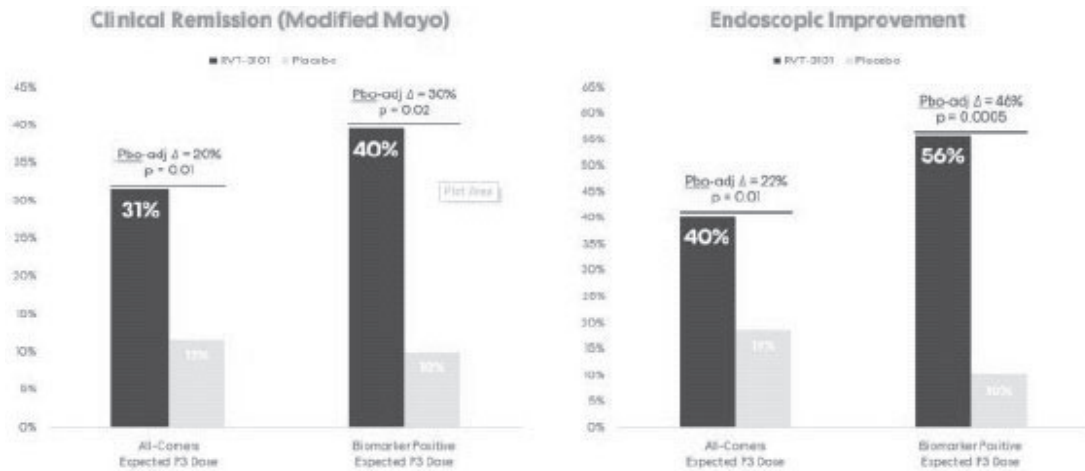 Clinical Remission (Modified Mayo)
RVT-3101 Placebo
45%
40%
35%
30%
25%
20%
15%
10%
5%
0%
Pbo-adj Δ = 20%
p = 0.01
31%
Pbo-adj Δ = 30%
p = 0.02
40%
10%
Plot Area
All-Comers
Expected P3 Dose
Biomarker Positive
Expected P3 Dose
Endoscopic Improvement
RVT-3101 Placebo
65%
60%
55%
50%
45%
40%
35%
30%
25%
20%
15%
10%
5%
0%
Pbo-adj Δ = 22%
p = 0.01
40%
Pbo-adj Δ = 46%
p = 0.0005
56%
10%
All-Comers
Expected P3 Dose
Biomarker Positive
Expected P3 Dose